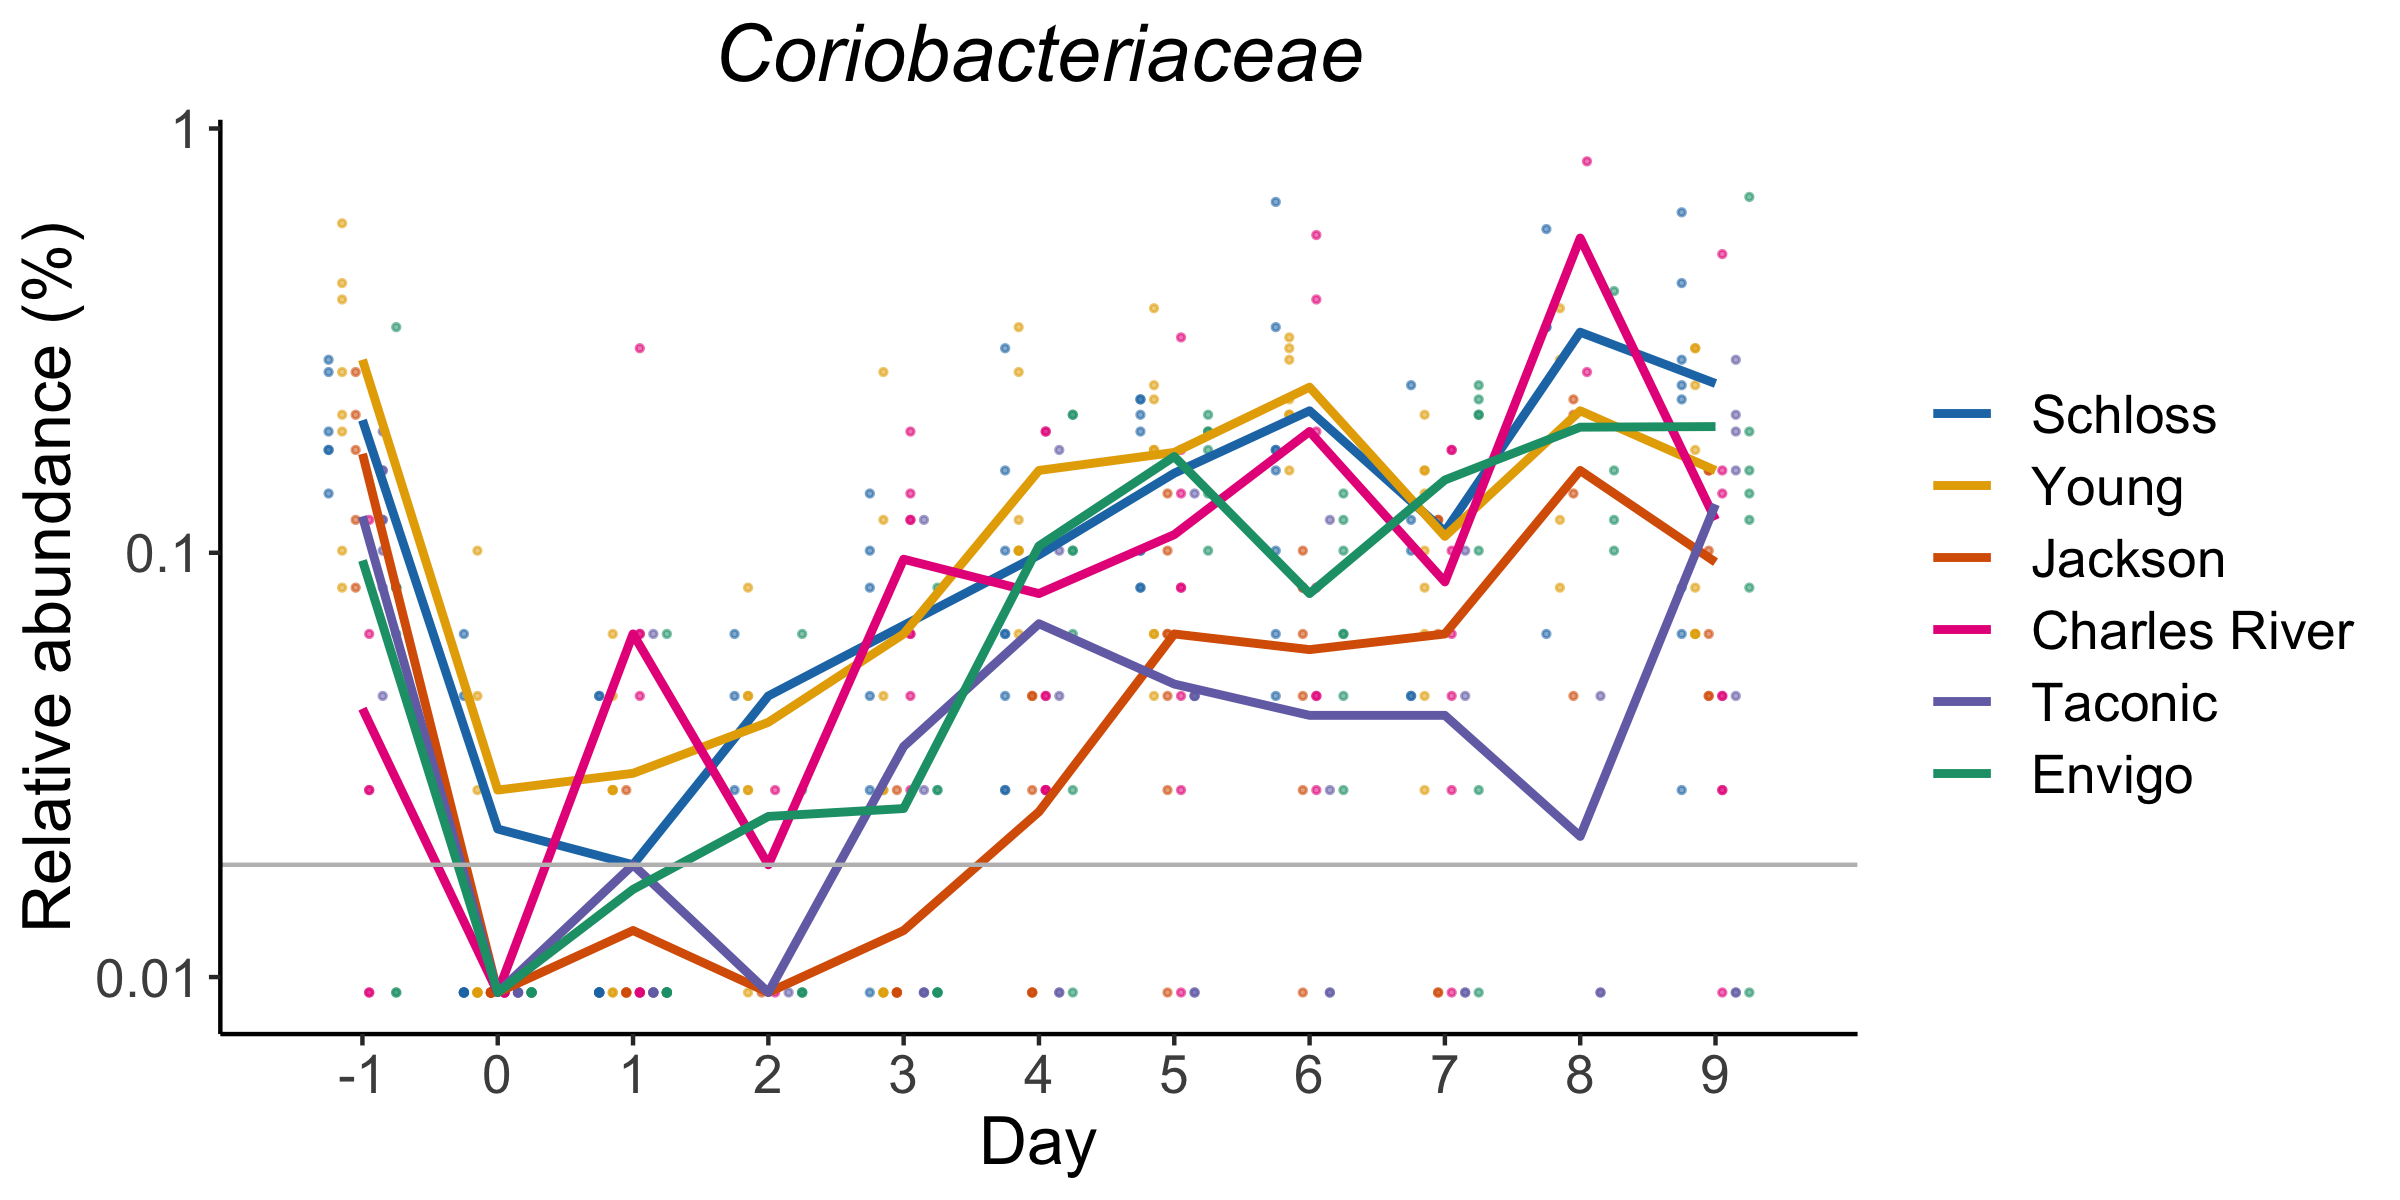 Coriobacteriaceae
Relative abundance (%)
1
0.1
0.01
-1 0 1 2 3 4 5 6 7 8 9
Day
Schloss
Young
Jackson
Charles River
Taconic
Envigo